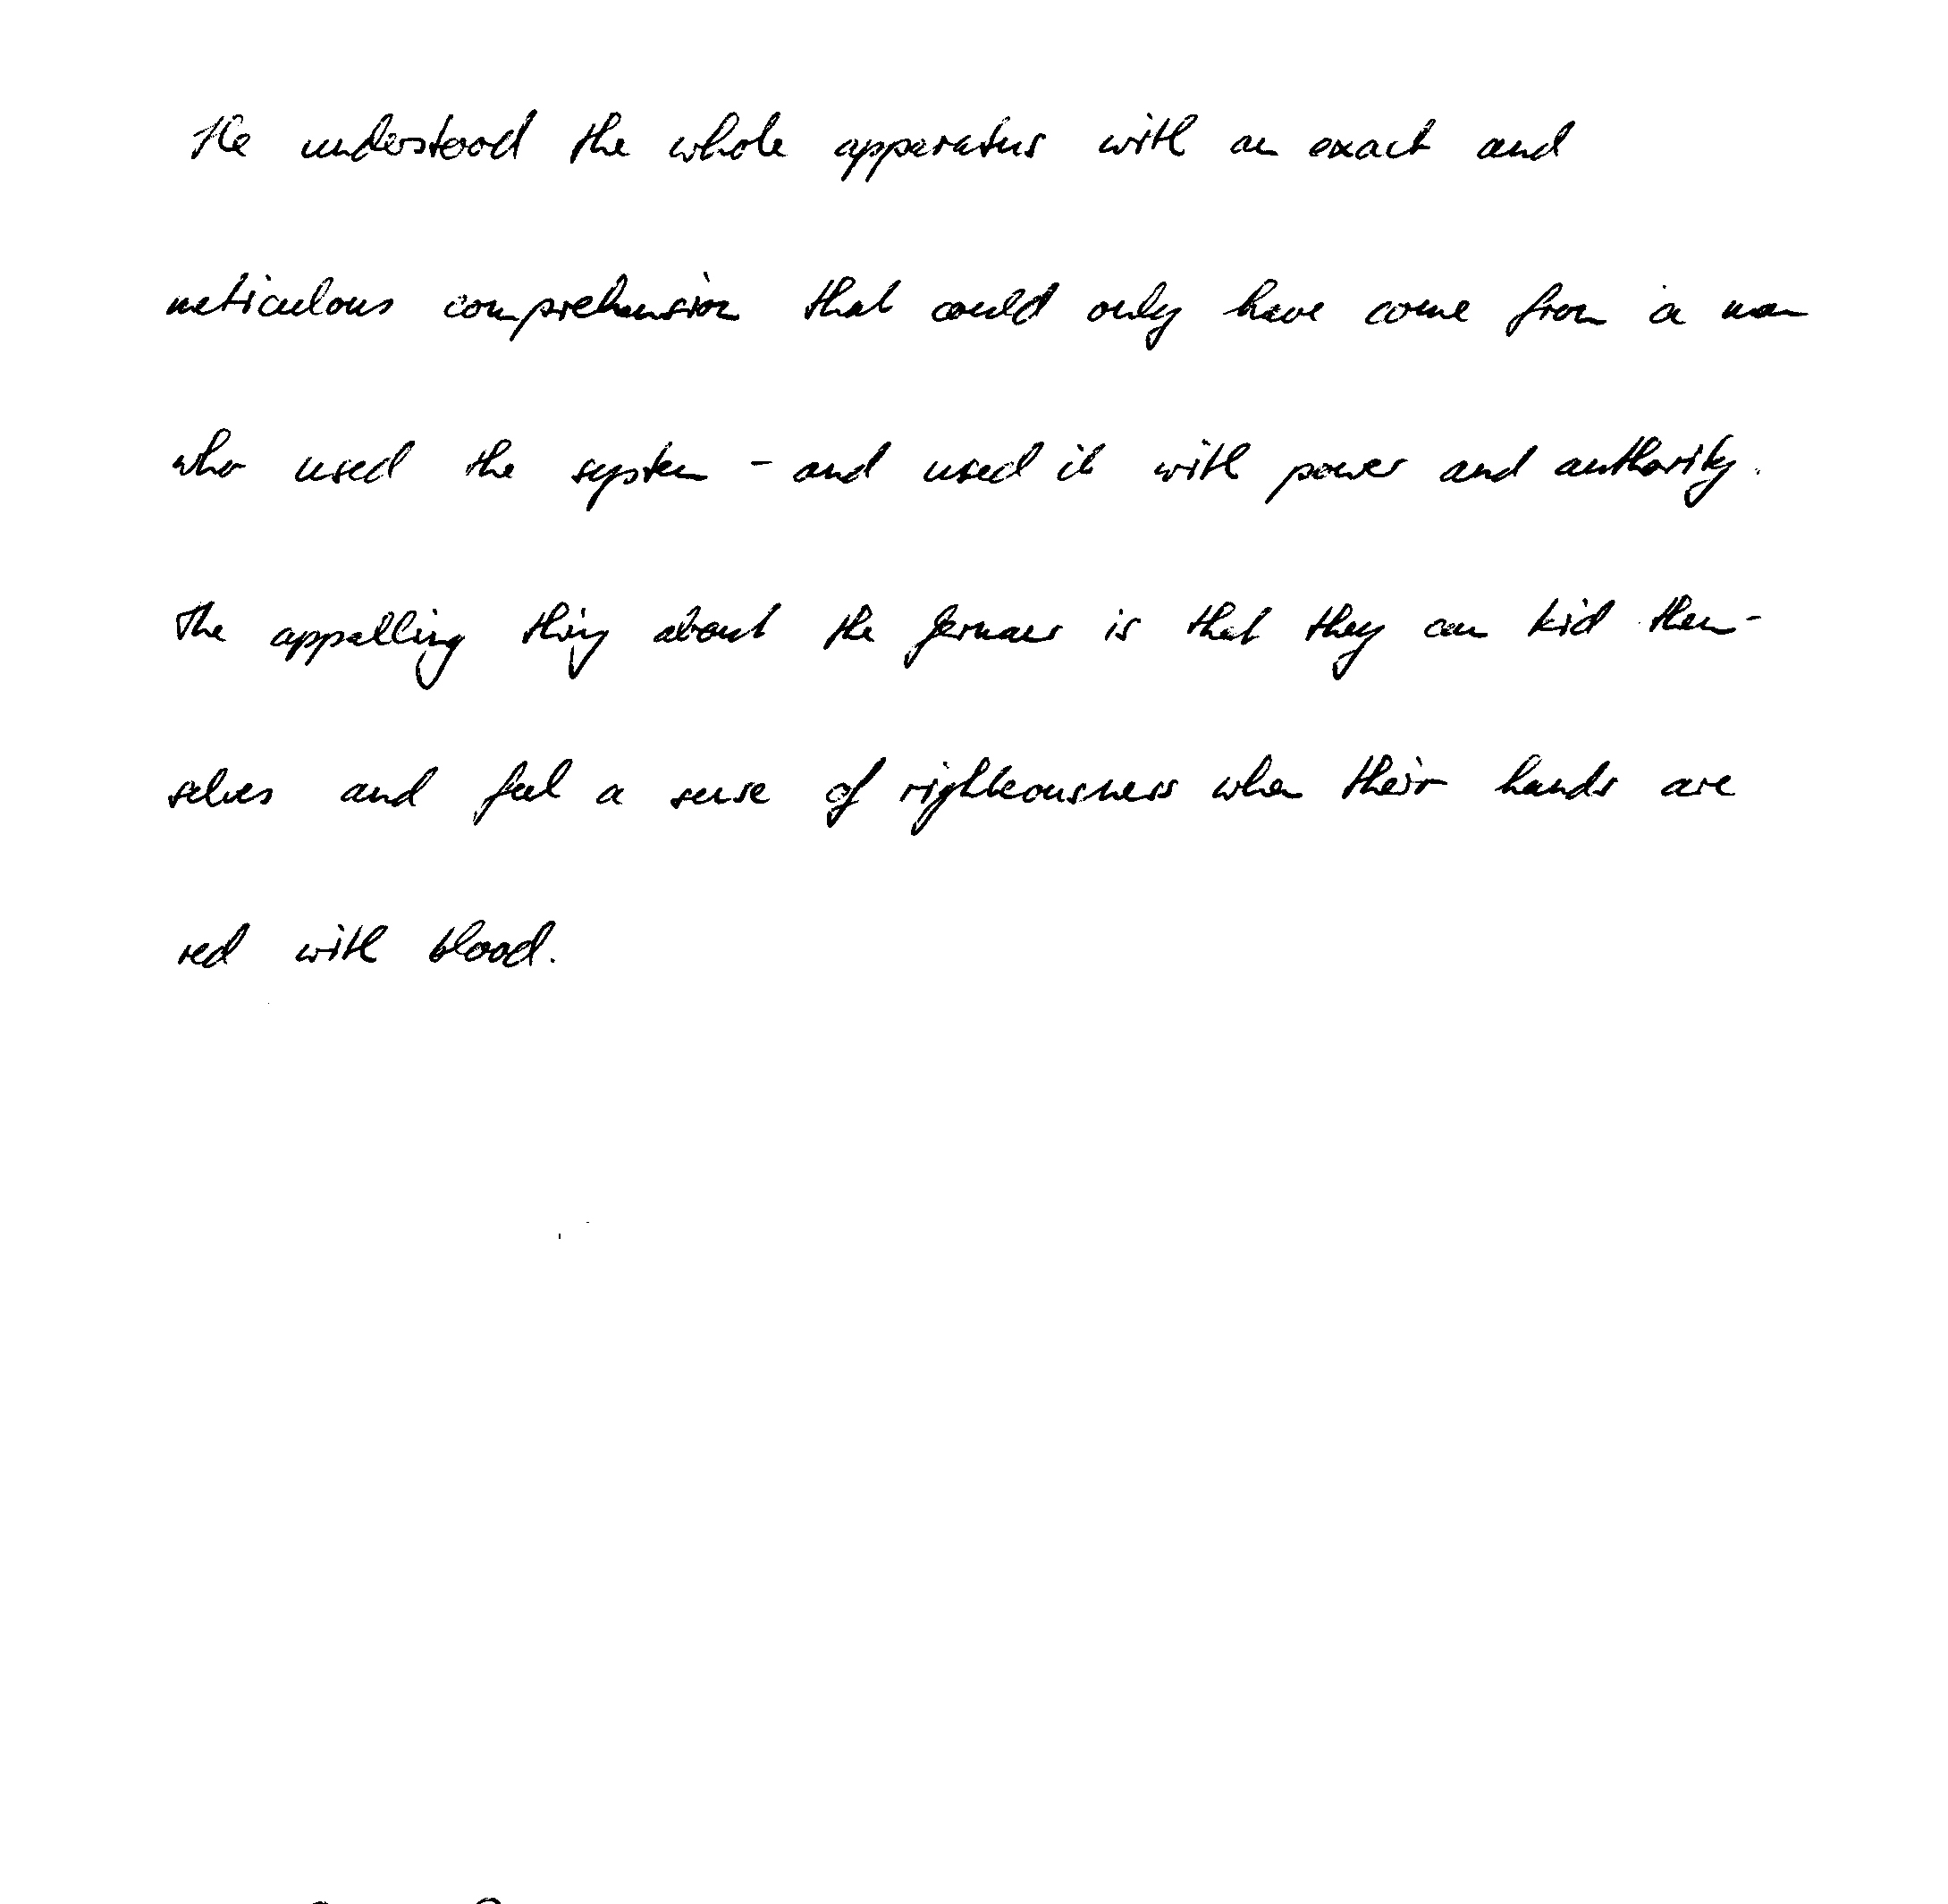 He understood the whole apparatus with an exact and
meticulous comprehension that could only have come from a man
who used the system - and used it with power and authority.
The appalling thing about the Germans is that they can kid them-
selves and feel a sense of righteousness when their hands are
red with blood.